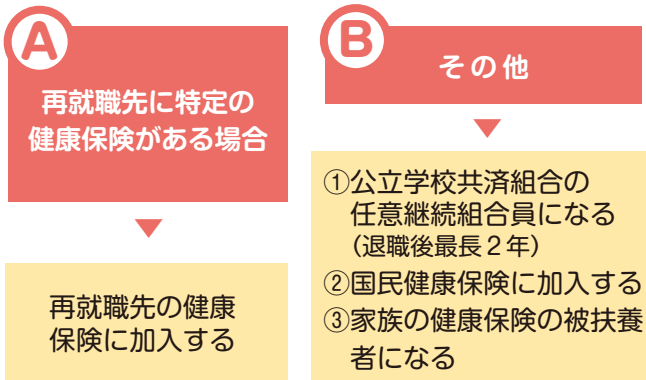 A
再就職先に特定の
健康保険がある場合
再就職先の健康
保険に加入する
B
その他
①公立学校共済組合の
任意継続組合員になる
(退職後最長2年)
②国民健康保険に加入する
③家族の健康保険の被扶養
者になる